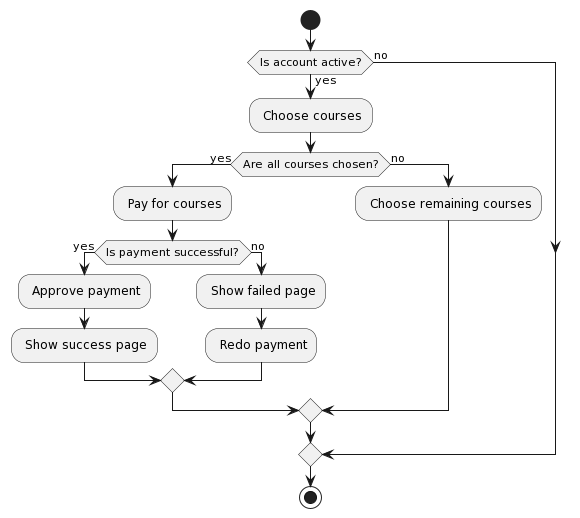 Is account active?
no
yes
Choose courses
yes
Are all courses chosen?
no
Pay for courses
Choose remaining courses
yes
Is payment successful?
no
Approve payment
Show failed page
Show success page
Redo payment